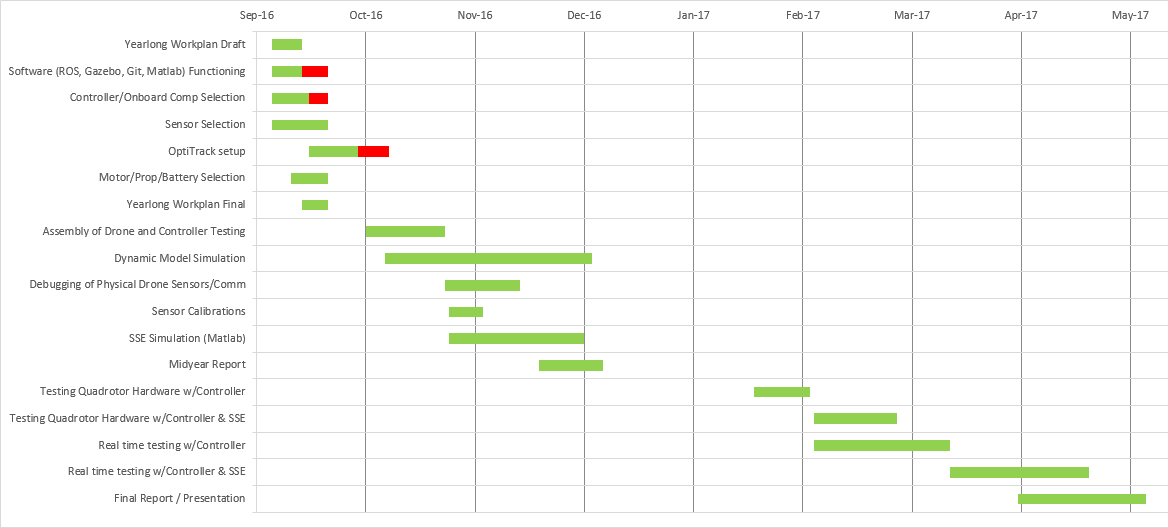 Sep-16 Oct-16 Nov-16 Dec-16 Jan-17 Feb-17 Mar-17 Apr-17 May-17
Yearlong Workplan Draft
Software (ROS, Gazebo, Git, Matlab) Functioning
Controller/Onboard Comp Selection
Sensor Selection
OptiTrack setup
Motor/Prop/Battery Selection
Yearlong Workplan Final
Assembly of Drone and Controller Testing
Dynamic Model Simulation
Debugging of Physical Drone Sensors/Comm
Sensor Calibrations
SSE Simulation (Matlab)
Midyear Report
Testing Quadrotor Hardware w/Controller
Testing Quadrotor Hardware w/Controller & SSE
Real time testing w/Controller
Real time testing w/Controller & SSE
Final Report / Presentation